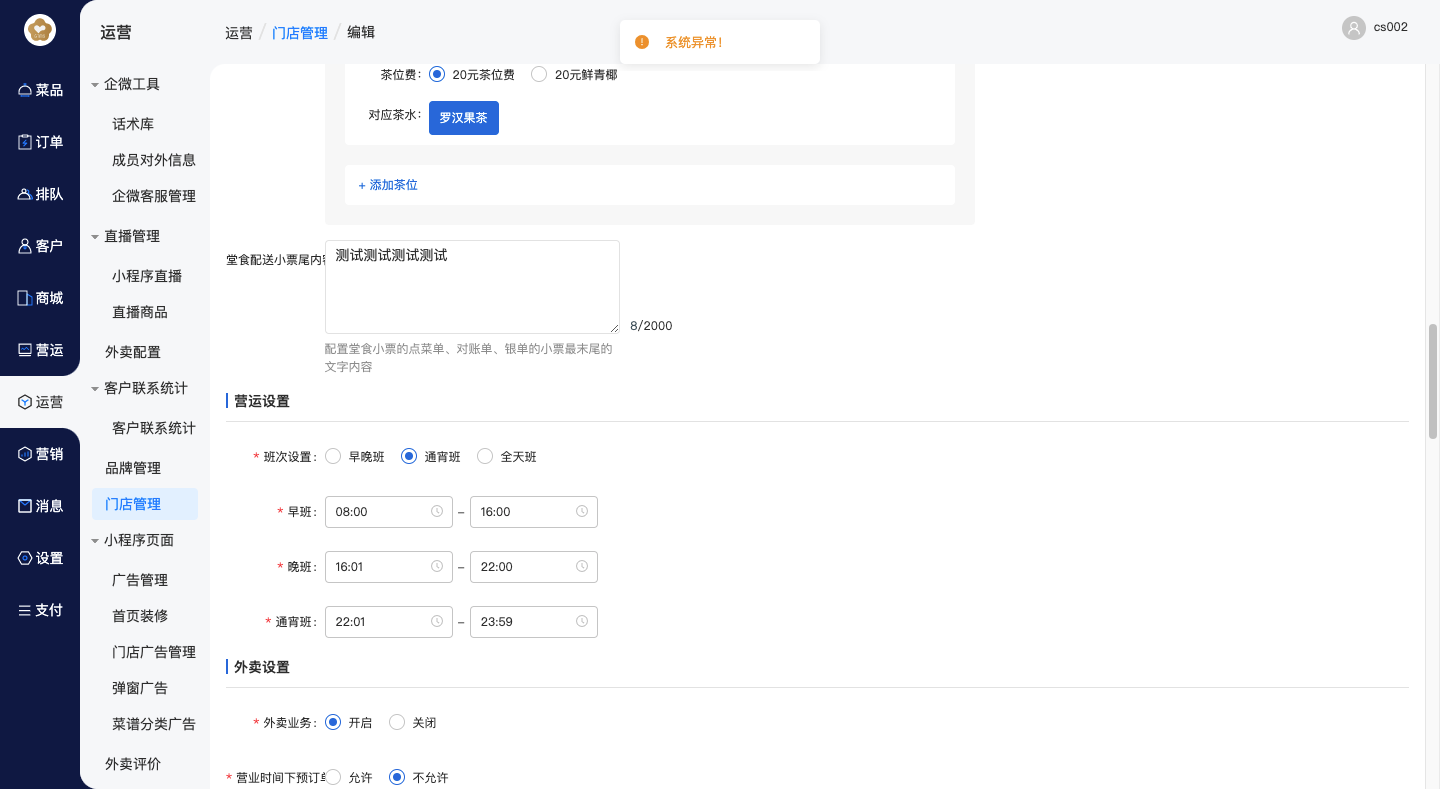 运营
运营 / 门店管理 / 编辑
系统异常!
cs002
菜品
订单
排队
客户
商城
营运
运营
营销
消息
设置
支付
企微工具
话术库
成员对外信息
企微客服管理
直播管理
小程序直播
直播商品
外卖配置
客户联系统计
客户联系统计
品牌管理
门店管理
小程序页面
广告管理
首页装修
门店广告管理
弹窗广告
菜谱分类广告
外卖评价
茶位费: 20元茶位费 20元鲜青椰
对应茶水: 罗汉果茶
+ 添加茶位
堂食配送小票尾内容
测试测试测试测试
8/2000
配置堂食小票的点菜单、对账单、银单的小票最末尾的
文字内容
营运设置
* 班次设置: 早晚班 通宵班 全天班
* 早班: 08:00 – 16:00
* 晚班: 16:01 – 22:00
* 通宵班: 22:01 – 23:59
外卖设置
* 外卖业务: 开启 关闭
* 营业时间下预订单 允许 不允许